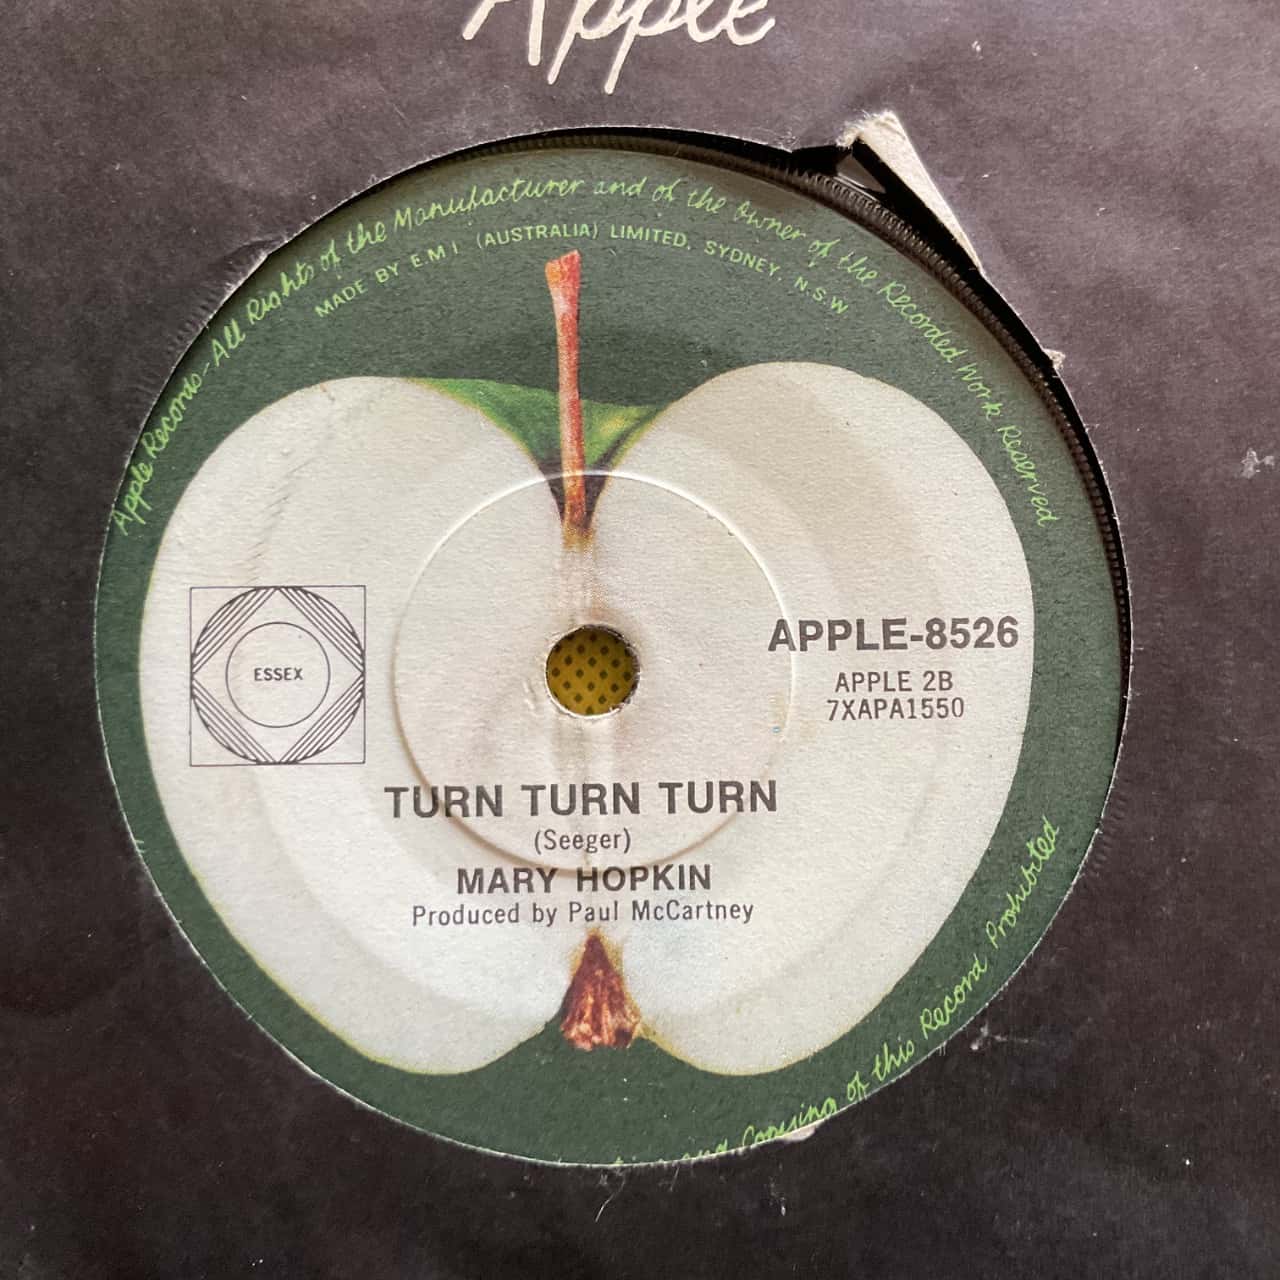 Apple
Apple Records - All Rights of the Manufacturer and of the Owner of the Recorded Work Reserved
MADE BY E.M I. (AUSTRALIA) LIMITED, SYDNEY, N.S.W
ESSEX
APPLE-8526
APPLE 2B
7XAPA1550
TURN TURN TURN
(Seeger)
MARY HOPKIN
Produced by Paul McCartney
and Copying of this Record Prohibited